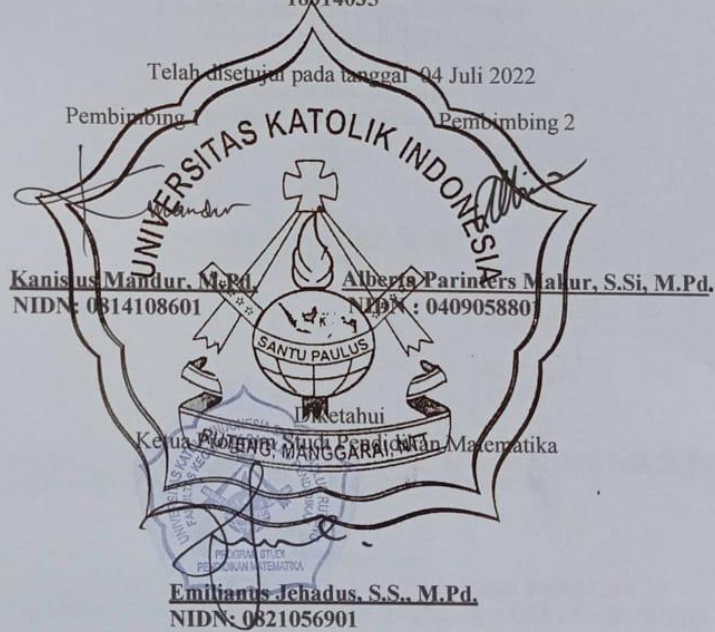 Telah disetujui pada tanggal 04 Juli 2022
Pembimbing 1 Pembimbing 2
UNIVERSITAS KATOLIK INDONESIA
Kanisius Mandur, M.Pd. Alberta Parinters Makur, S.Si, M.Pd.
NIDN: 0814108601 NIDN : 040905880
SANTU PAULUS
Diketahui
Ketua Program Studi Pendidikan Matematika
RUTENG, MANGGARAI, NTT
PROGRAM STUDI
PENDIDIKAN MATEMATIKA
Emilianus Jehadus, S.S., M.Pd.
NIDN: 0821056901